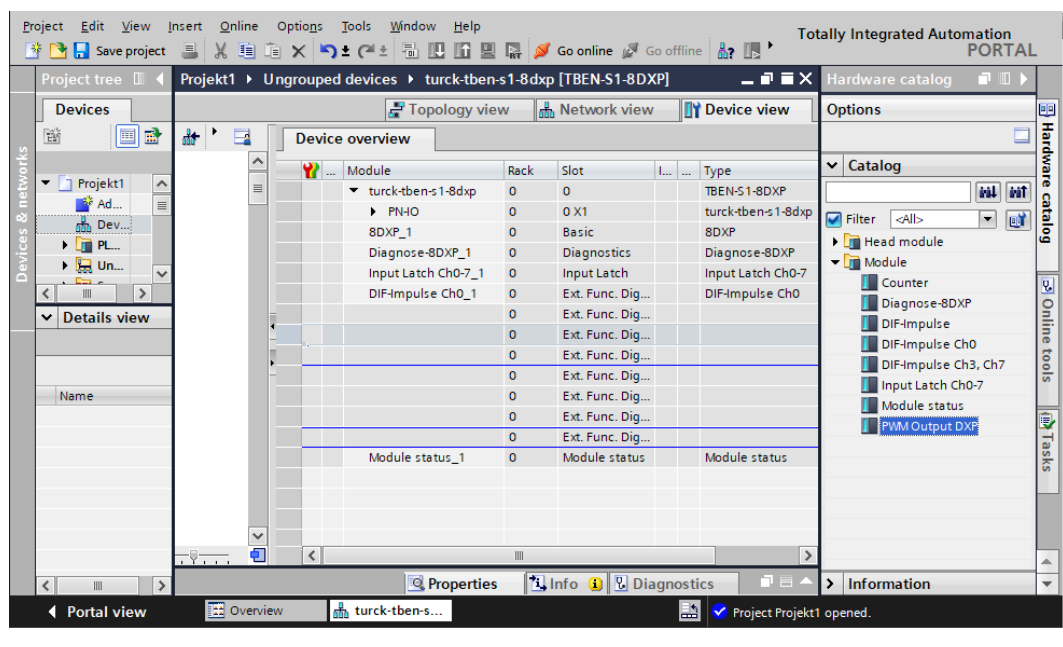 Project Edit View Insert Online Options Tools Window Help
Totally Integrated Automation
PORTAL
Save project Go online Go offline
Project tree
Projekt1 Ungrouped devices turck-tben-s1-8dxp [TBEN-S1-8DXP]
Hardware catalog
Devices
Topology view Network view Device view
Options
Device overview
Catalog
... Module Rack Slot I... ... Type
Projekt1
turck-tben-s1-8dxp 0 0 TBEN-S1-8DXP
Ad...
PN-IO 0 0 X1 turck-tben-s1-8dxp
Filter <All>
Dev...
8DXP_1 0 Basic 8DXP
Head module
PL...
Diagnose-8DXP_1 0 Diagnostics Diagnose-8DXP
Module
Un...
Input Latch Ch0-7_1 0 Input Latch Input Latch Ch0-7
Counter
DIF-Impulse Ch0_1 0 Ext. Func. Dig... DIF-Impulse Ch0
Diagnose-8DXP
Details view
0 Ext. Func. Dig...
DIF-Impulse
0 Ext. Func. Dig...
DIF-Impulse Ch0
0 Ext. Func. Dig...
DIF-Impulse Ch3, Ch7
0 Ext. Func. Dig...
Input Latch Ch0-7
Name
0 Ext. Func. Dig...
Module status
0 Ext. Func. Dig...
PWM Output DXP
0 Ext. Func. Dig...
Module status_1 0 Module status Module status
Devices & networks
Hardware catalog
Online tools
Tasks
Properties Info Diagnostics
Information
Portal view Overview turck-tben-s... Project Projekt1 opened.